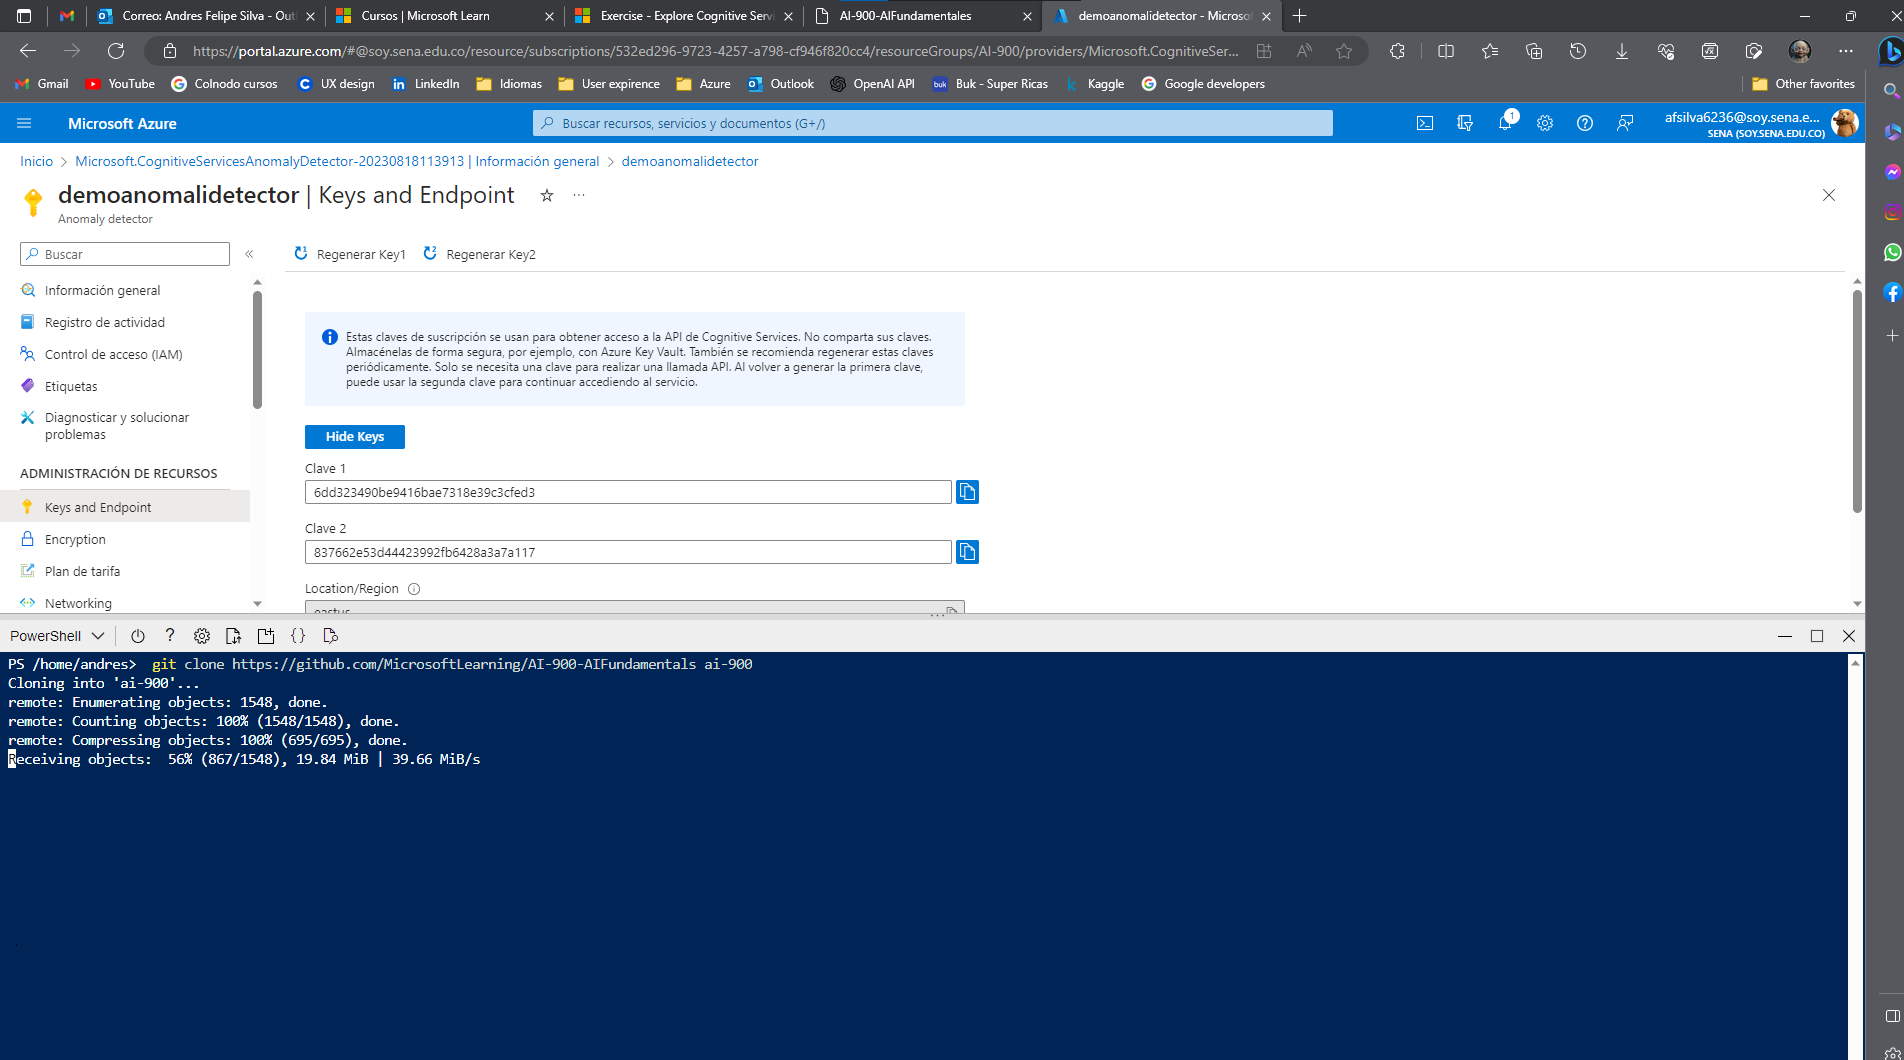 Correo: Andres Felipe Silva - Out
Cursos | Microsoft Learn
Exercise - Explore Cognitive Servi
AI-900-AIFundamentales
demoanomalidetector - Microsof
https://portal.azure.com/#@soy.sena.edu.co/resource/subscriptions/532ed296-9723-4257-a798-cf946f820cc4/resourceGroups/AI-900/providers/Microsoft.CognitiveSer...
Gmail
YouTube
Colnodo cursos
UX design
LinkedIn
Idiomas
User expirence
Azure
Outlook
OpenAI API
Buk - Super Ricas
Kaggle
Google developers
Other favorites
Microsoft Azure
Buscar recursos, servicios y documentos (G+/)
1
afsilva6236@soy.sena.e...
SENA (SOY.SENA.EDU.CO)
Inicio > Microsoft.CognitiveServicesAnomalyDetector-20230818113913 | Información general > demoanomalidetector
demoanomalidetector | Keys and Endpoint
Anomaly detector
Buscar
Información general
Registro de actividad
Control de acceso (IAM)
Etiquetas
Diagnosticar y solucionar
problemas
ADMINISTRACIÓN DE RECURSOS
Keys and Endpoint
Encryption
Plan de tarifa
Networking
Regenerar Key1
Regenerar Key2
Estas claves de suscripción se usan para obtener acceso a la API de Cognitive Services. No comparta sus claves.
Almacénelas de forma segura, por ejemplo, con Azure Key Vault. También se recomienda regenerar estas claves
periódicamente. Solo se necesita una clave para realizar una llamada API. Al volver a generar la primera clave,
puede usar la segunda clave para continuar accediendo al servicio.
Hide Keys
Clave 1
6dd323490be9416bae7318e39c3cfed3
Clave 2
837662e53d44423992fb6428a3a7a117
Location/Region
eastus
PowerShell
PS /home/andres> git clone https://github.com/MicrosoftLearning/AI-900-AIFundamentals ai-900
Cloning into 'ai-900'...
remote: Enumerating objects: 1548, done.
remote: Counting objects: 100% (1548/1548), done.
remote: Compressing objects: 100% (695/695), done.
Receiving objects:  56% (867/1548), 19.84 MiB | 39.66 MiB/s